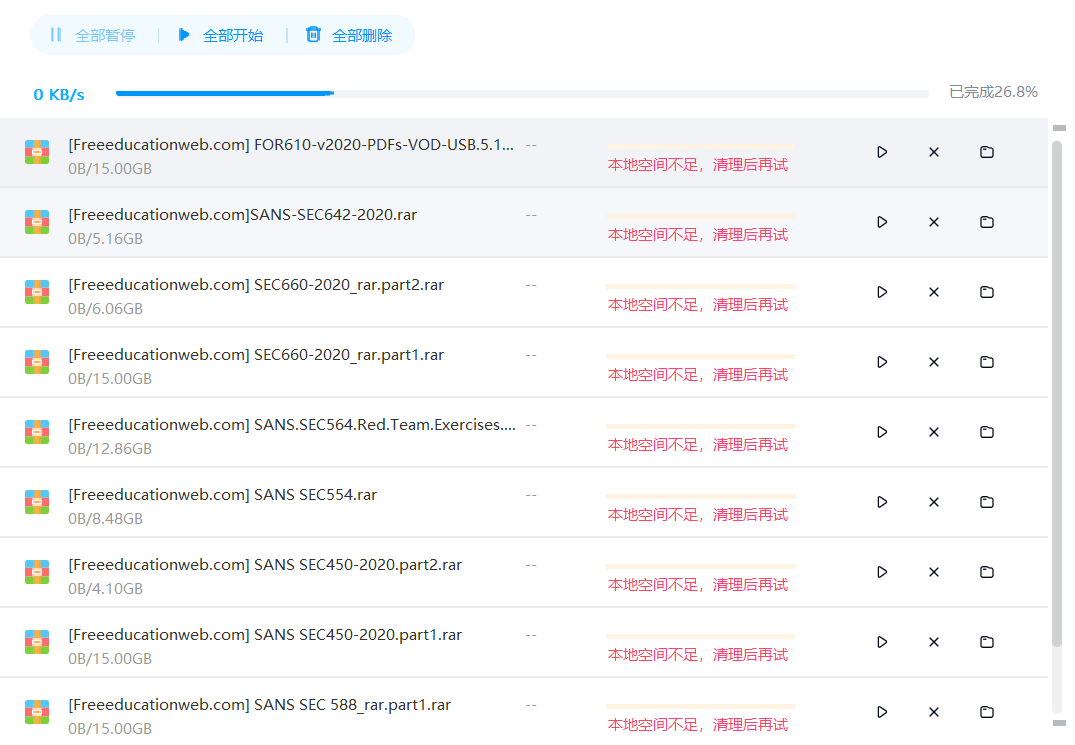 全部暂停 全部开始 全部删除
0 KB/s 已完成26.8%
[Freeeducationweb.com] FOR610-v2020-PDFs-VOD-USB.5.1... --
0B/15.00GB 本地空间不足，清理后再试
[Freeeducationweb.com]SANS-SEC642-2020.rar --
0B/5.16GB 本地空间不足，清理后再试
[Freeeducationweb.com] SEC660-2020_rar.part2.rar --
0B/6.06GB 本地空间不足，清理后再试
[Freeeducationweb.com] SEC660-2020_rar.part1.rar --
0B/15.00GB 本地空间不足，清理后再试
[Freeeducationweb.com] SANS.SEC564.Red.Team.Exercises.... --
0B/12.86GB 本地空间不足，清理后再试
[Freeeducationweb.com] SANS SEC554.rar --
0B/8.48GB 本地空间不足，清理后再试
[Freeeducationweb.com] SANS SEC450-2020.part2.rar --
0B/4.10GB 本地空间不足，清理后再试
[Freeeducationweb.com] SANS SEC450-2020.part1.rar --
0B/15.00GB 本地空间不足，清理后再试
[Freeeducationweb.com] SANS SEC 588_rar.part1.rar --
0B/15.00GB 本地空间不足，清理后再试